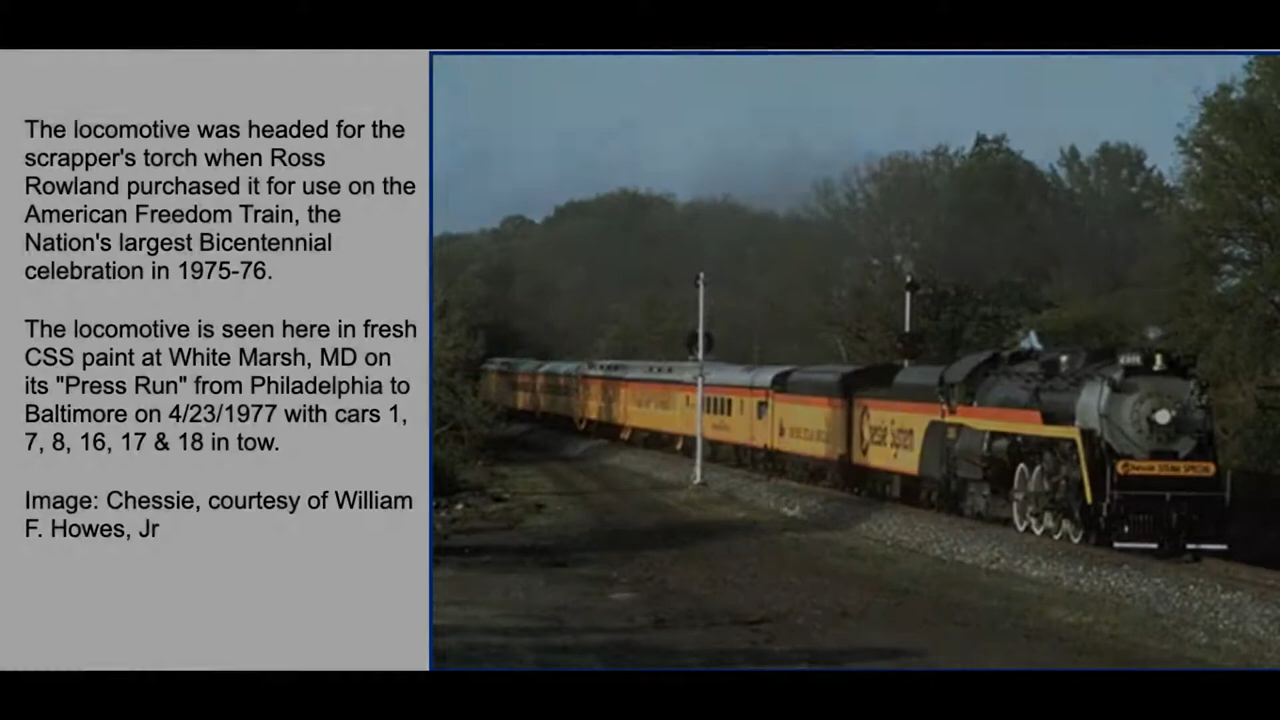 The locomotive was headed for the
scrapper's torch when Ross
Rowland purchased it for use on the
American Freedom Train, the
Nation's largest Bicentennial
celebration in 1975-76.
The locomotive is seen here in fresh
CSS paint at White Marsh, MD on
its "Press Run" from Philadelphia to
Baltimore on 4/23/1977 with cars 1,
7, 8, 16, 17 & 18 in tow.
Image: Chessie, courtesy of William
F. Howes, Jr
Chessie System
STEAM SPECIAL